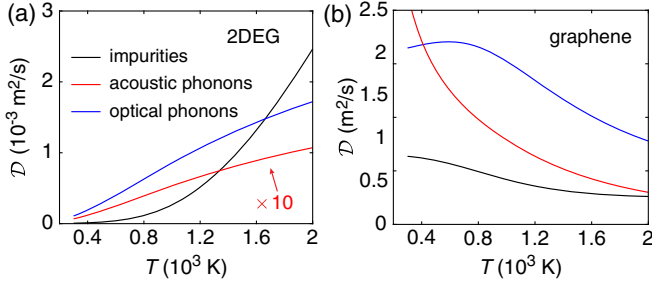 (a)
2DEG
impurities
acoustic phonons
optical phonons
× 10
𝒟 (10⁻³ m²/s)
3
2
1
0
0.4 0.8 1.2 1.6 2
T (10³ K)
(b)
graphene
𝒟 (m²/s)
2.5
2
1.5
1
0.5
0
0.4 0.8 1.2 1.6 2
T (10³ K)